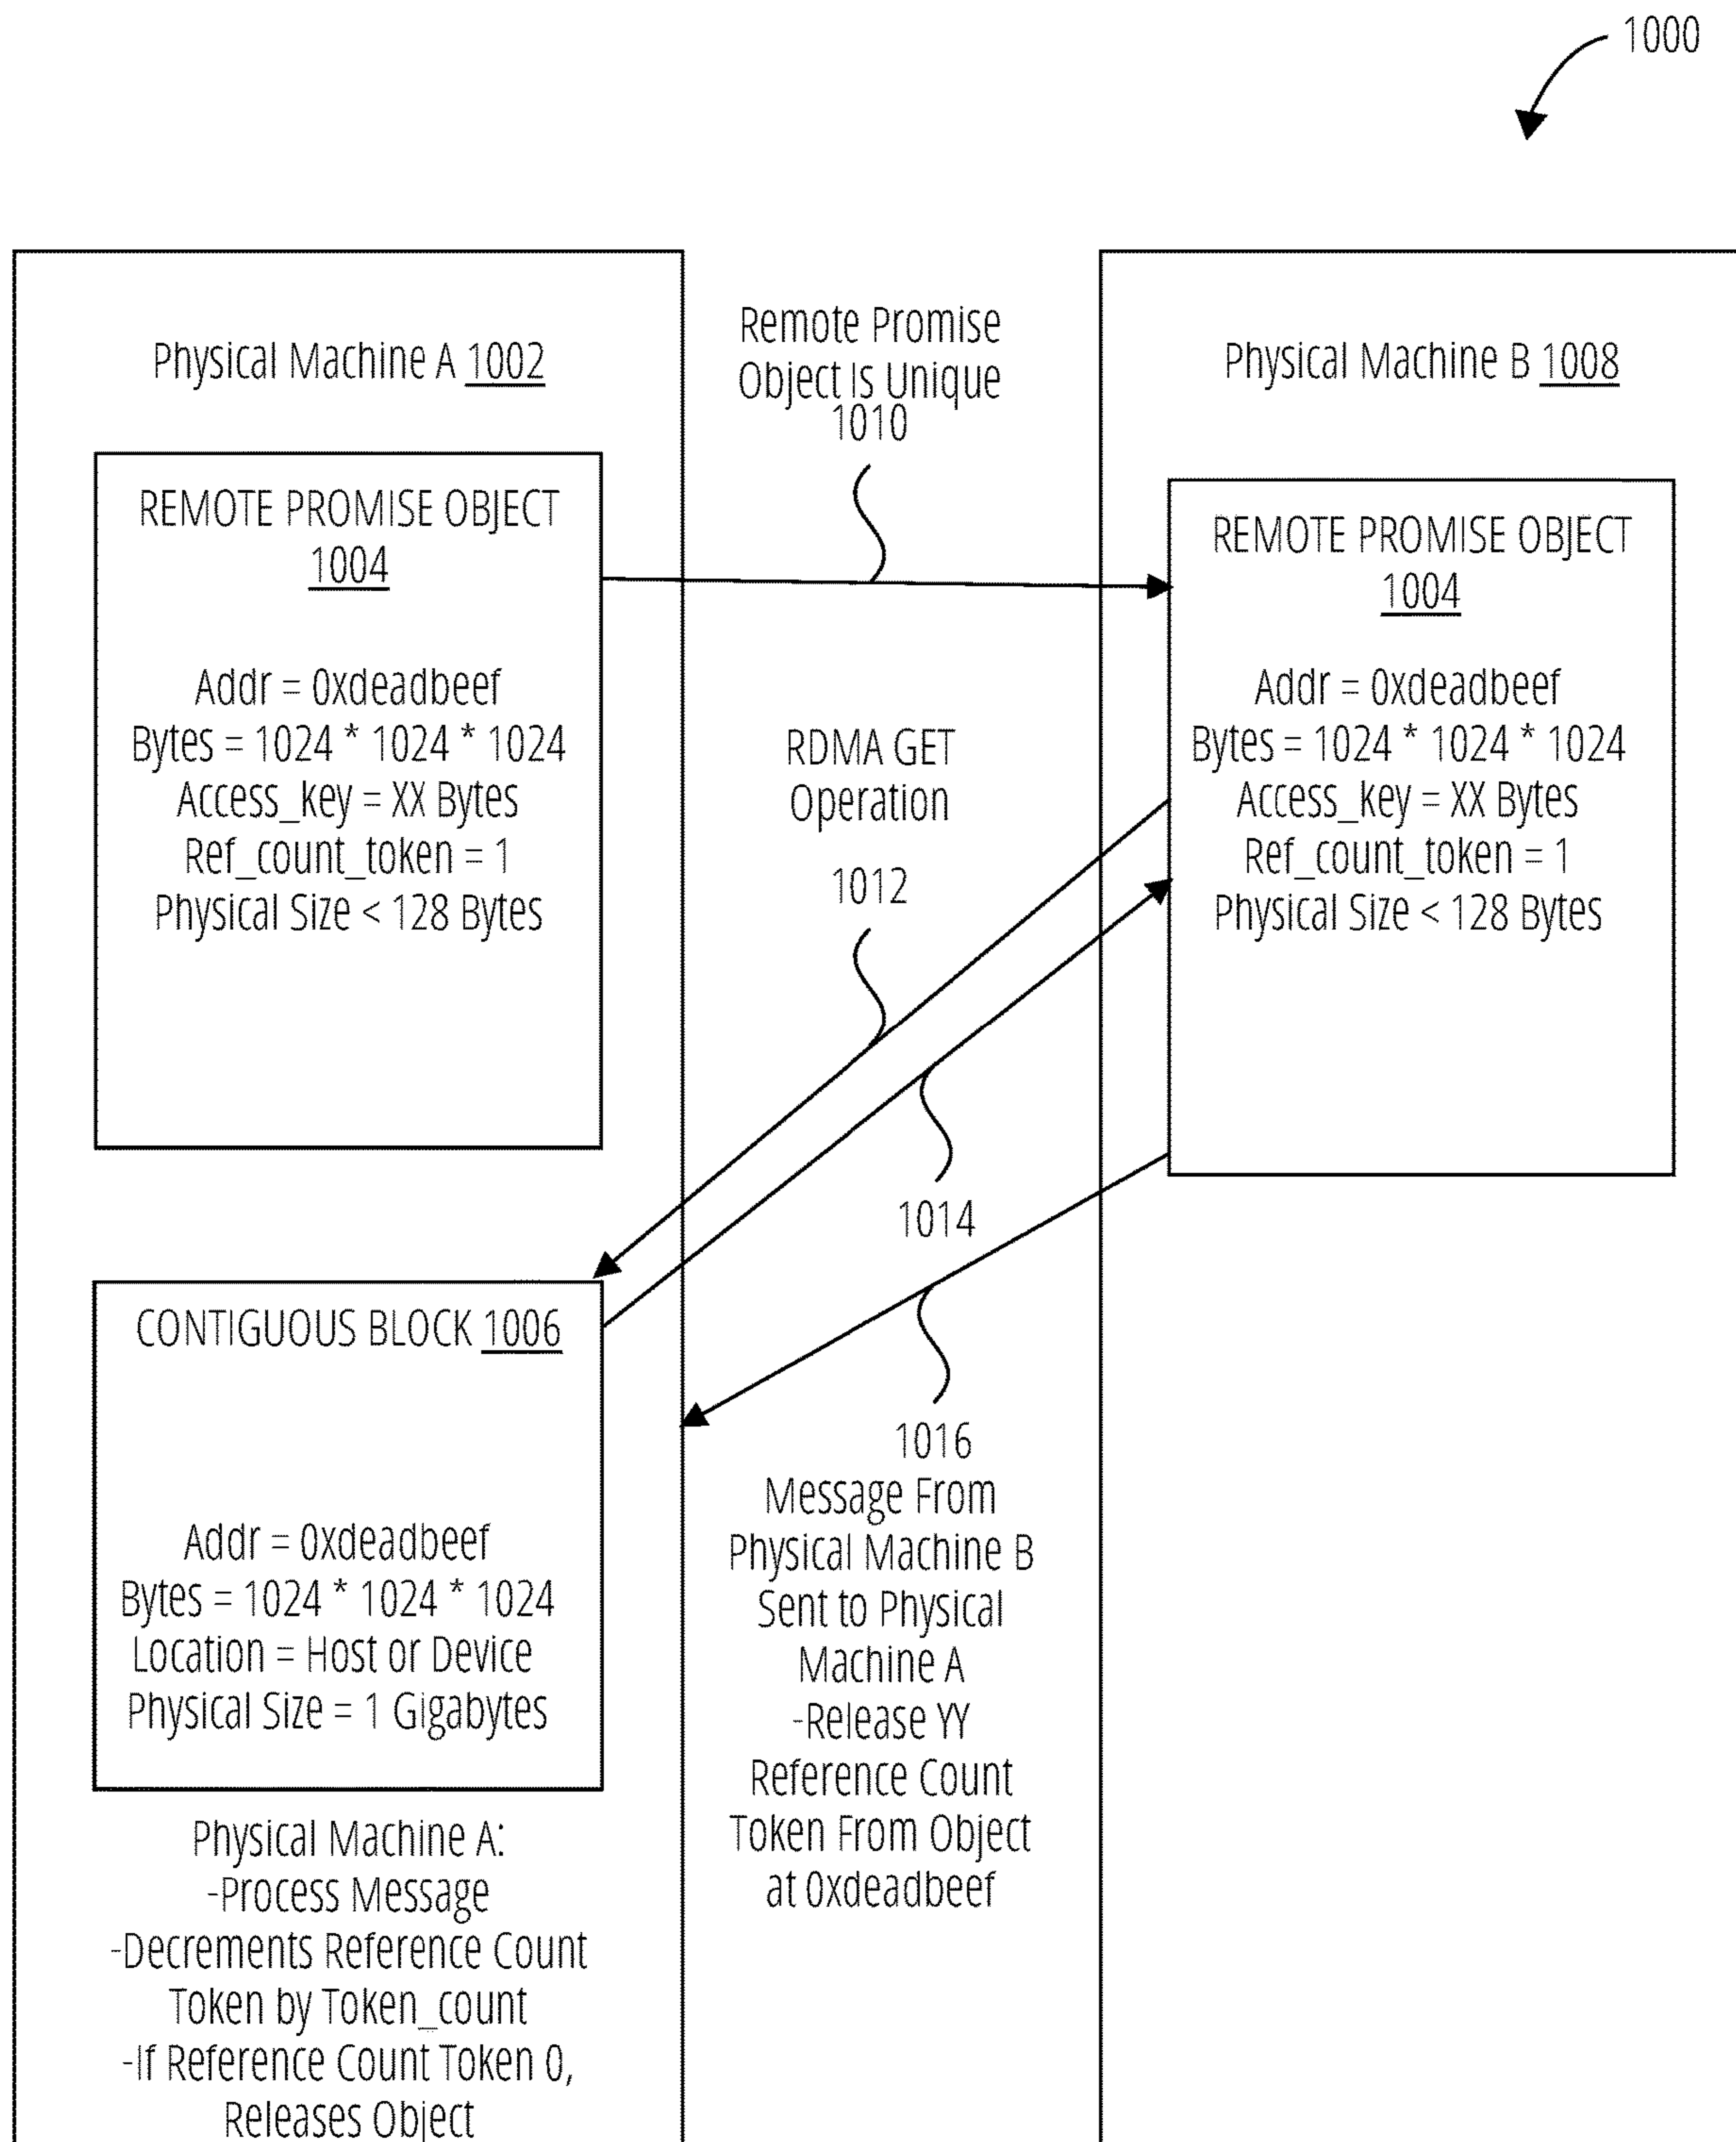 1000
Physical Machine A 1002
REMOTE PROMISE OBJECT
1004
Addr = 0xdeadbeef
Bytes = 1024 * 1024 * 1024
Access_key = XX Bytes
Ref_count_token = 1
Physical Size < 128 Bytes
CONTIGUOUS BLOCK 1006
Addr = 0xdeadbeef
Bytes = 1024 * 1024 * 1024
Location = Host or Device
Physical Size = 1 Gigabytes
Physical Machine A:
-Process Message
-Decrements Reference Count
Token by Token_count
-If Reference Count Token 0,
Releases Object
Remote Promise
Object Is Unique
1010
RDMA GET
Operation
1012
1014
1016
Message From
Physical Machine B
Sent to Physical
Machine A
-Release YY
Reference Count
Token From Object
at 0xdeadbeef
Physical Machine B 1008
REMOTE PROMISE OBJECT
1004
Addr = 0xdeadbeef
Bytes = 1024 * 1024 * 1024
Access_key = XX Bytes
Ref_count_token = 1
Physical Size < 128 Bytes